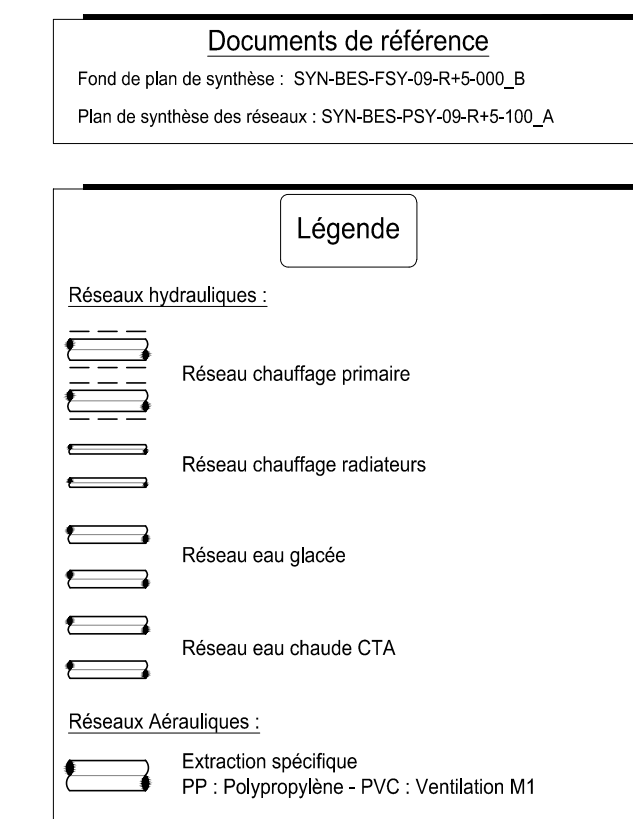 Documents de référence
Fond de plan de synthèse : SYN-BES-FSY-09-R+5-000_B
Plan de synthèse des réseaux : SYN-BES-PSY-09-R+5-100_A
Légende
Réseaux hydrauliques :
Réseau chauffage primaire
Réseau chauffage radiateurs
Réseau eau glacée
Réseau eau chaude CTA
Réseaux Aérauliques :
Extraction spécifique
PP : Polypropylène - PVC : Ventilation M1